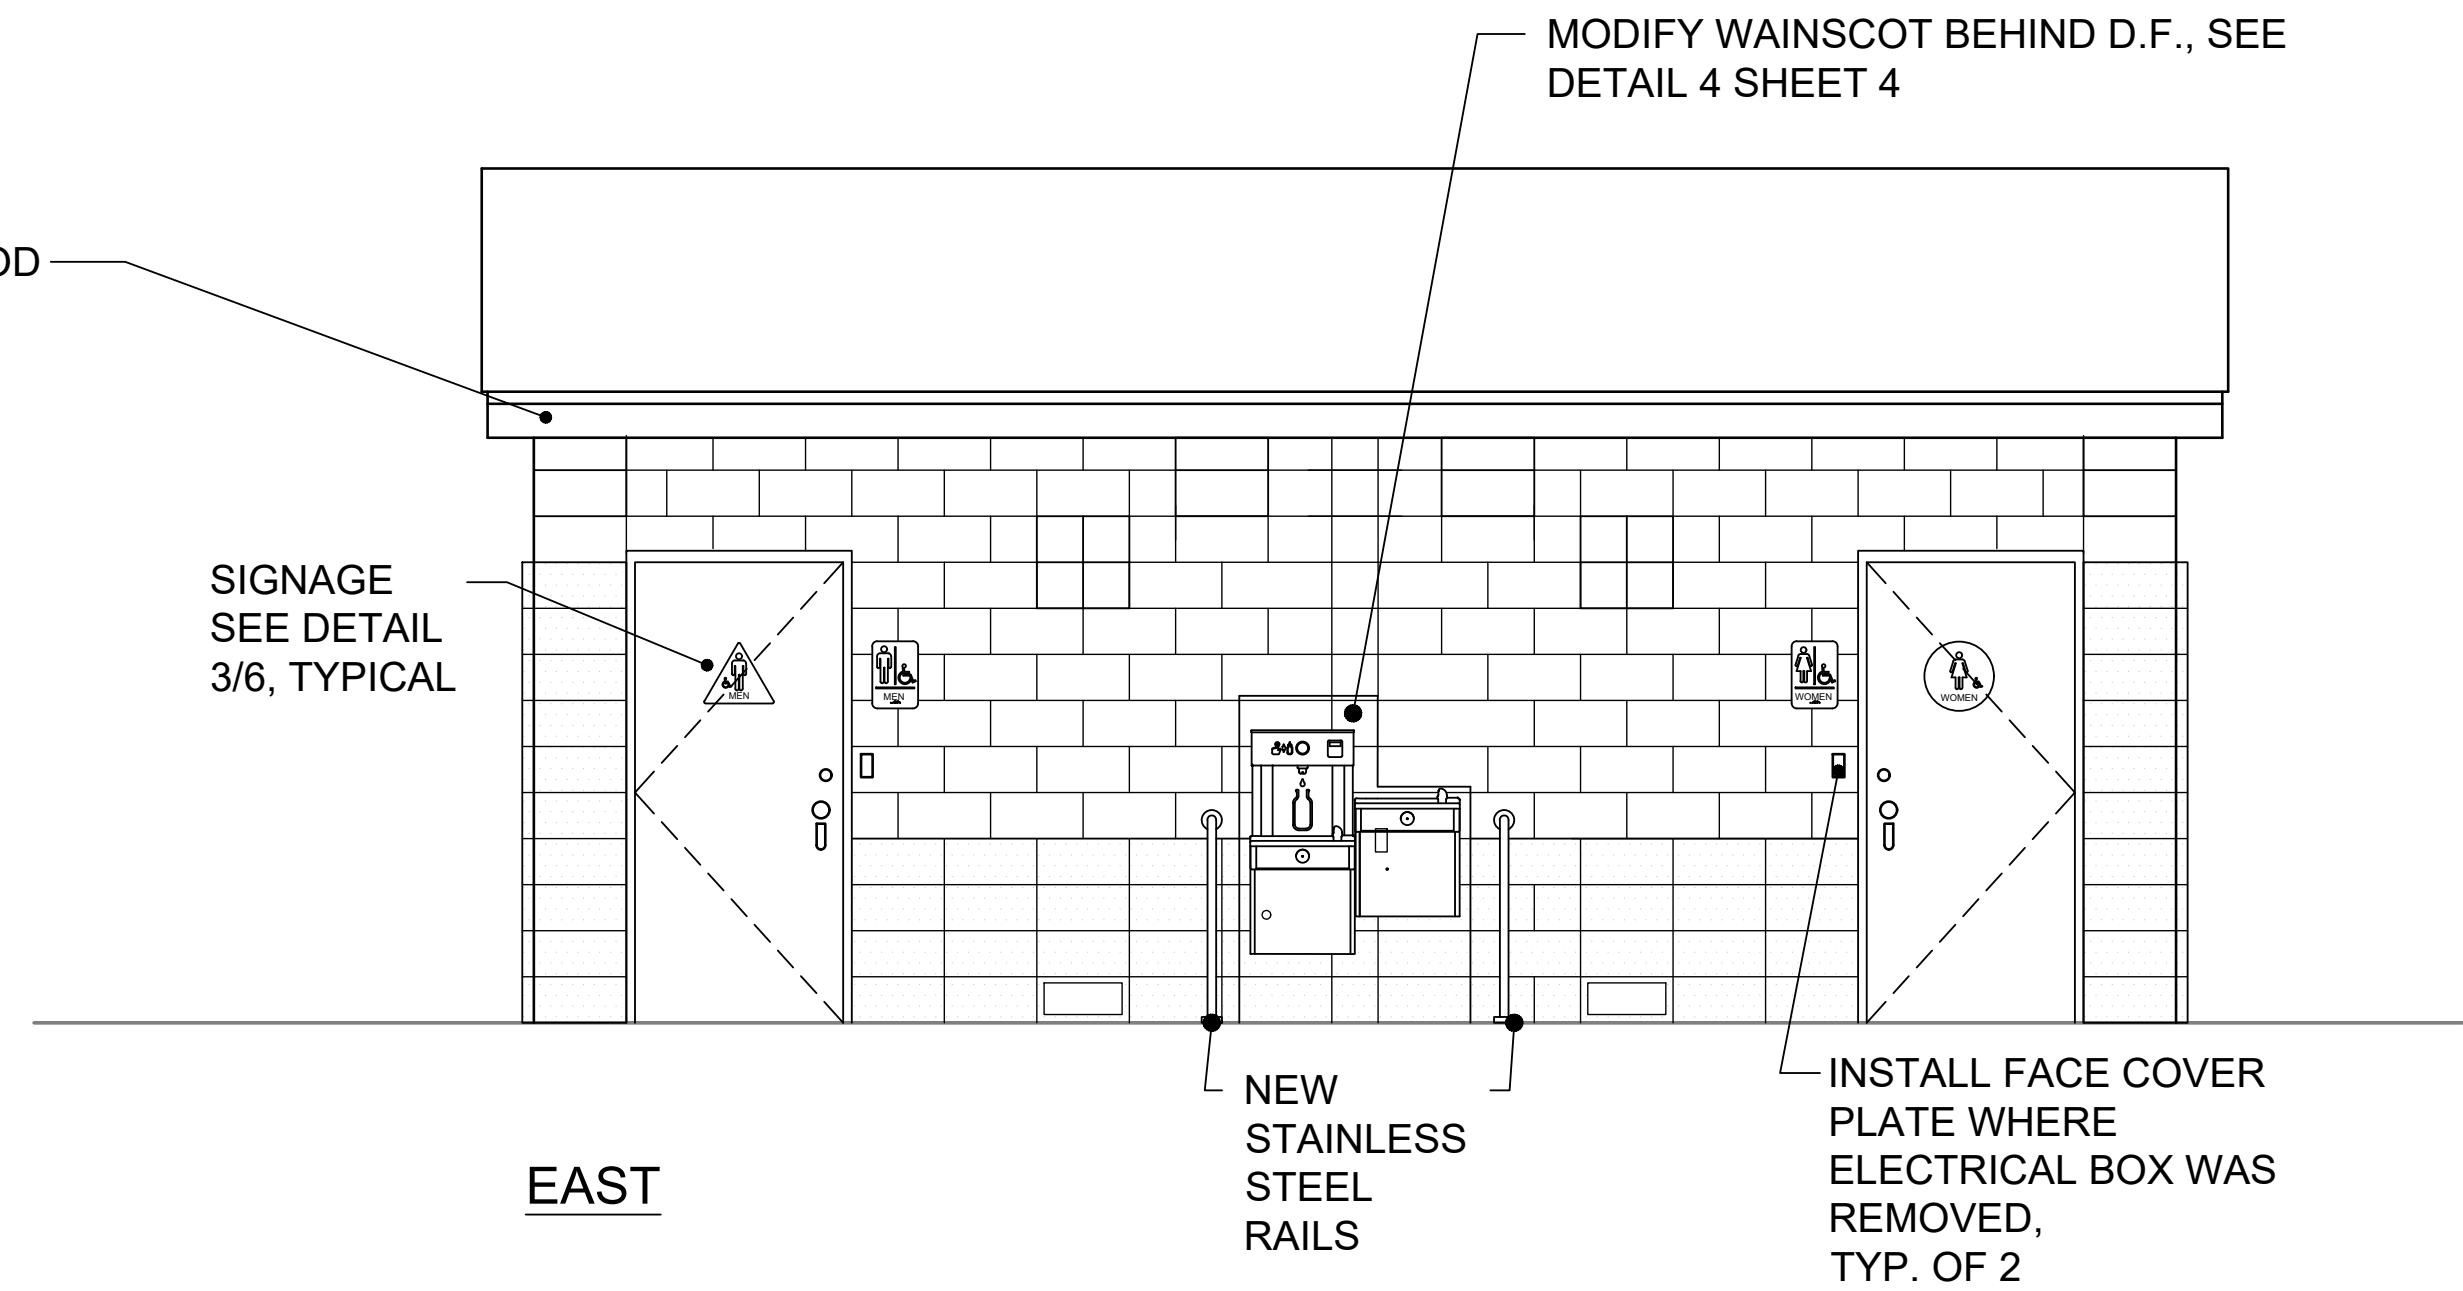 MODIFY WAINSCOT BEHIND D.F., SEE
DETAIL 4 SHEET 4
SIGNAGE
SEE DETAIL
3/6, TYPICAL
MEN
MEN
WOMEN
WOMEN
NEW
STAINLESS
STEEL
RAILS
INSTALL FACE COVER
PLATE WHERE
ELECTRICAL BOX WAS
REMOVED,
TYP. OF 2
EAST